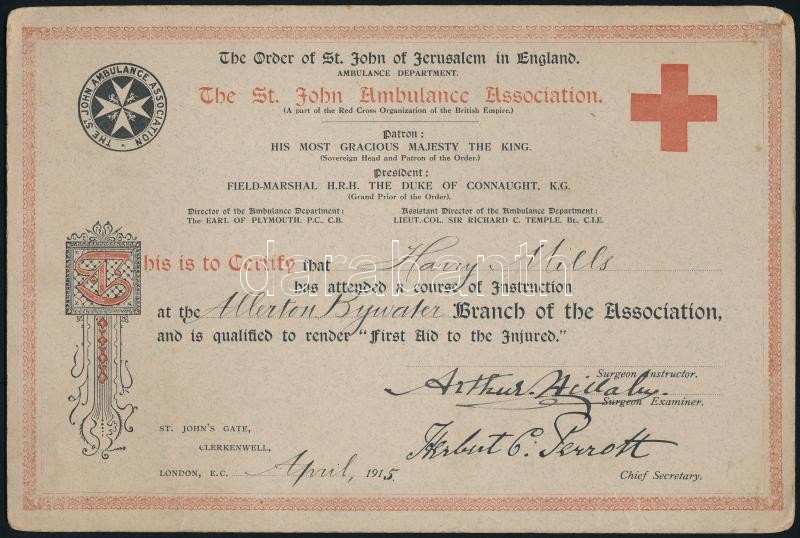 The Order of St. John of Jerusalem in England.
AMBULANCE DEPARTMENT.
The St. John Ambulance Association.
(A part of the Red Cross Organization of the British Empire.)
THE ST JOHN AMBULANCE ASSOCIATION
Patron:
HIS MOST GRACIOUS MAJESTY THE KING.
(Sovereign Head and Patron of the Order.)
President:
FIELD-MARSHAL H.R.H. THE DUKE OF CONNAUGHT, K.G.
(Grand Prior of the Order.)
Director of the Ambulance Department: Assistant Director of the Ambulance Department:
The EARL OF PLYMOUTH, P.C., C.B. LIEUT.-COL. SIR RICHARD C. TEMPLE, Bt., C.I.E.
This is to Certify that Harry Mills
has attended a course of Instruction
at the Allerton Bywater Branch of the Association,
and is qualified to render "First Aid to the Injured."
Surgeon Instructor.
Arthur
Surgeon Examiner.
ST. JOHN'S GATE,
CLERKENWELL,
Herbert C. Perrott
LONDON, E.C. April, 1915.
Chief Secretary.
darabanth